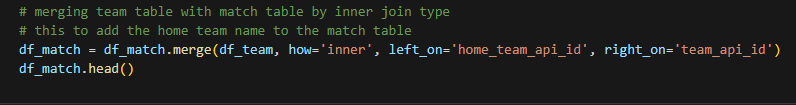 # merging team table with match table by inner join type
# this to add the home team name to the match table
df_match = df_match.merge(df_team, how='inner', left_on='home_team_api_id', right_on='team_api_id')
df_match.head()